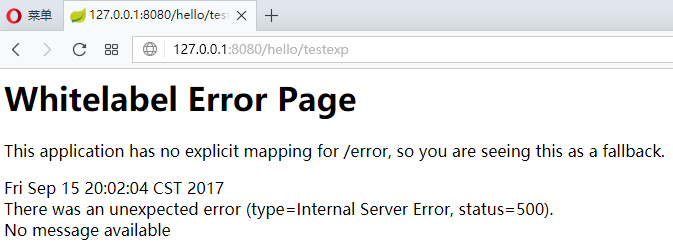 菜单
127.0.0.1:8080/hello/test
127.0.0.1:8080/hello/testexp
Whitelabel Error Page
This application has no explicit mapping for /error, so you are seeing this as a fallback.
Fri Sep 15 20:02:04 CST 2017
There was an unexpected error (type=Internal Server Error, status=500).
No message available